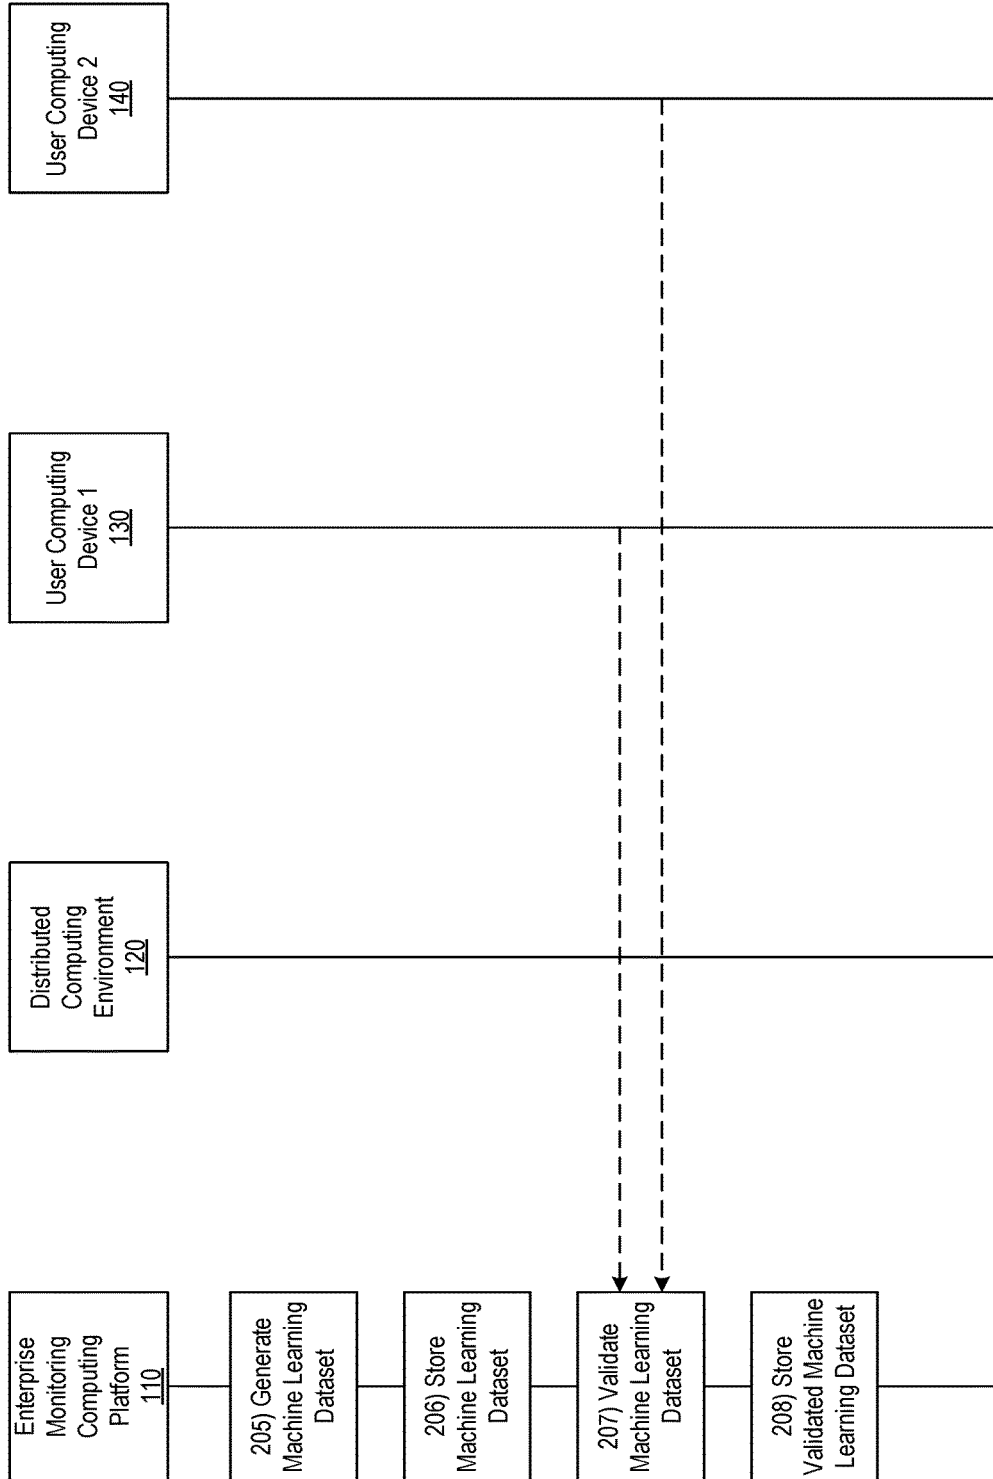 Enterprise
Monitoring
Computing
Platform
110
Distributed
Computing
Environment
120
User Computing
Device 1
130
User Computing
Device 2
140
205) Generate
Machine Learning
Dataset
206) Store
Machine Learning
Dataset
207) Validate
Machine Learning
Dataset
208) Store
Validated Machine
Learning Dataset